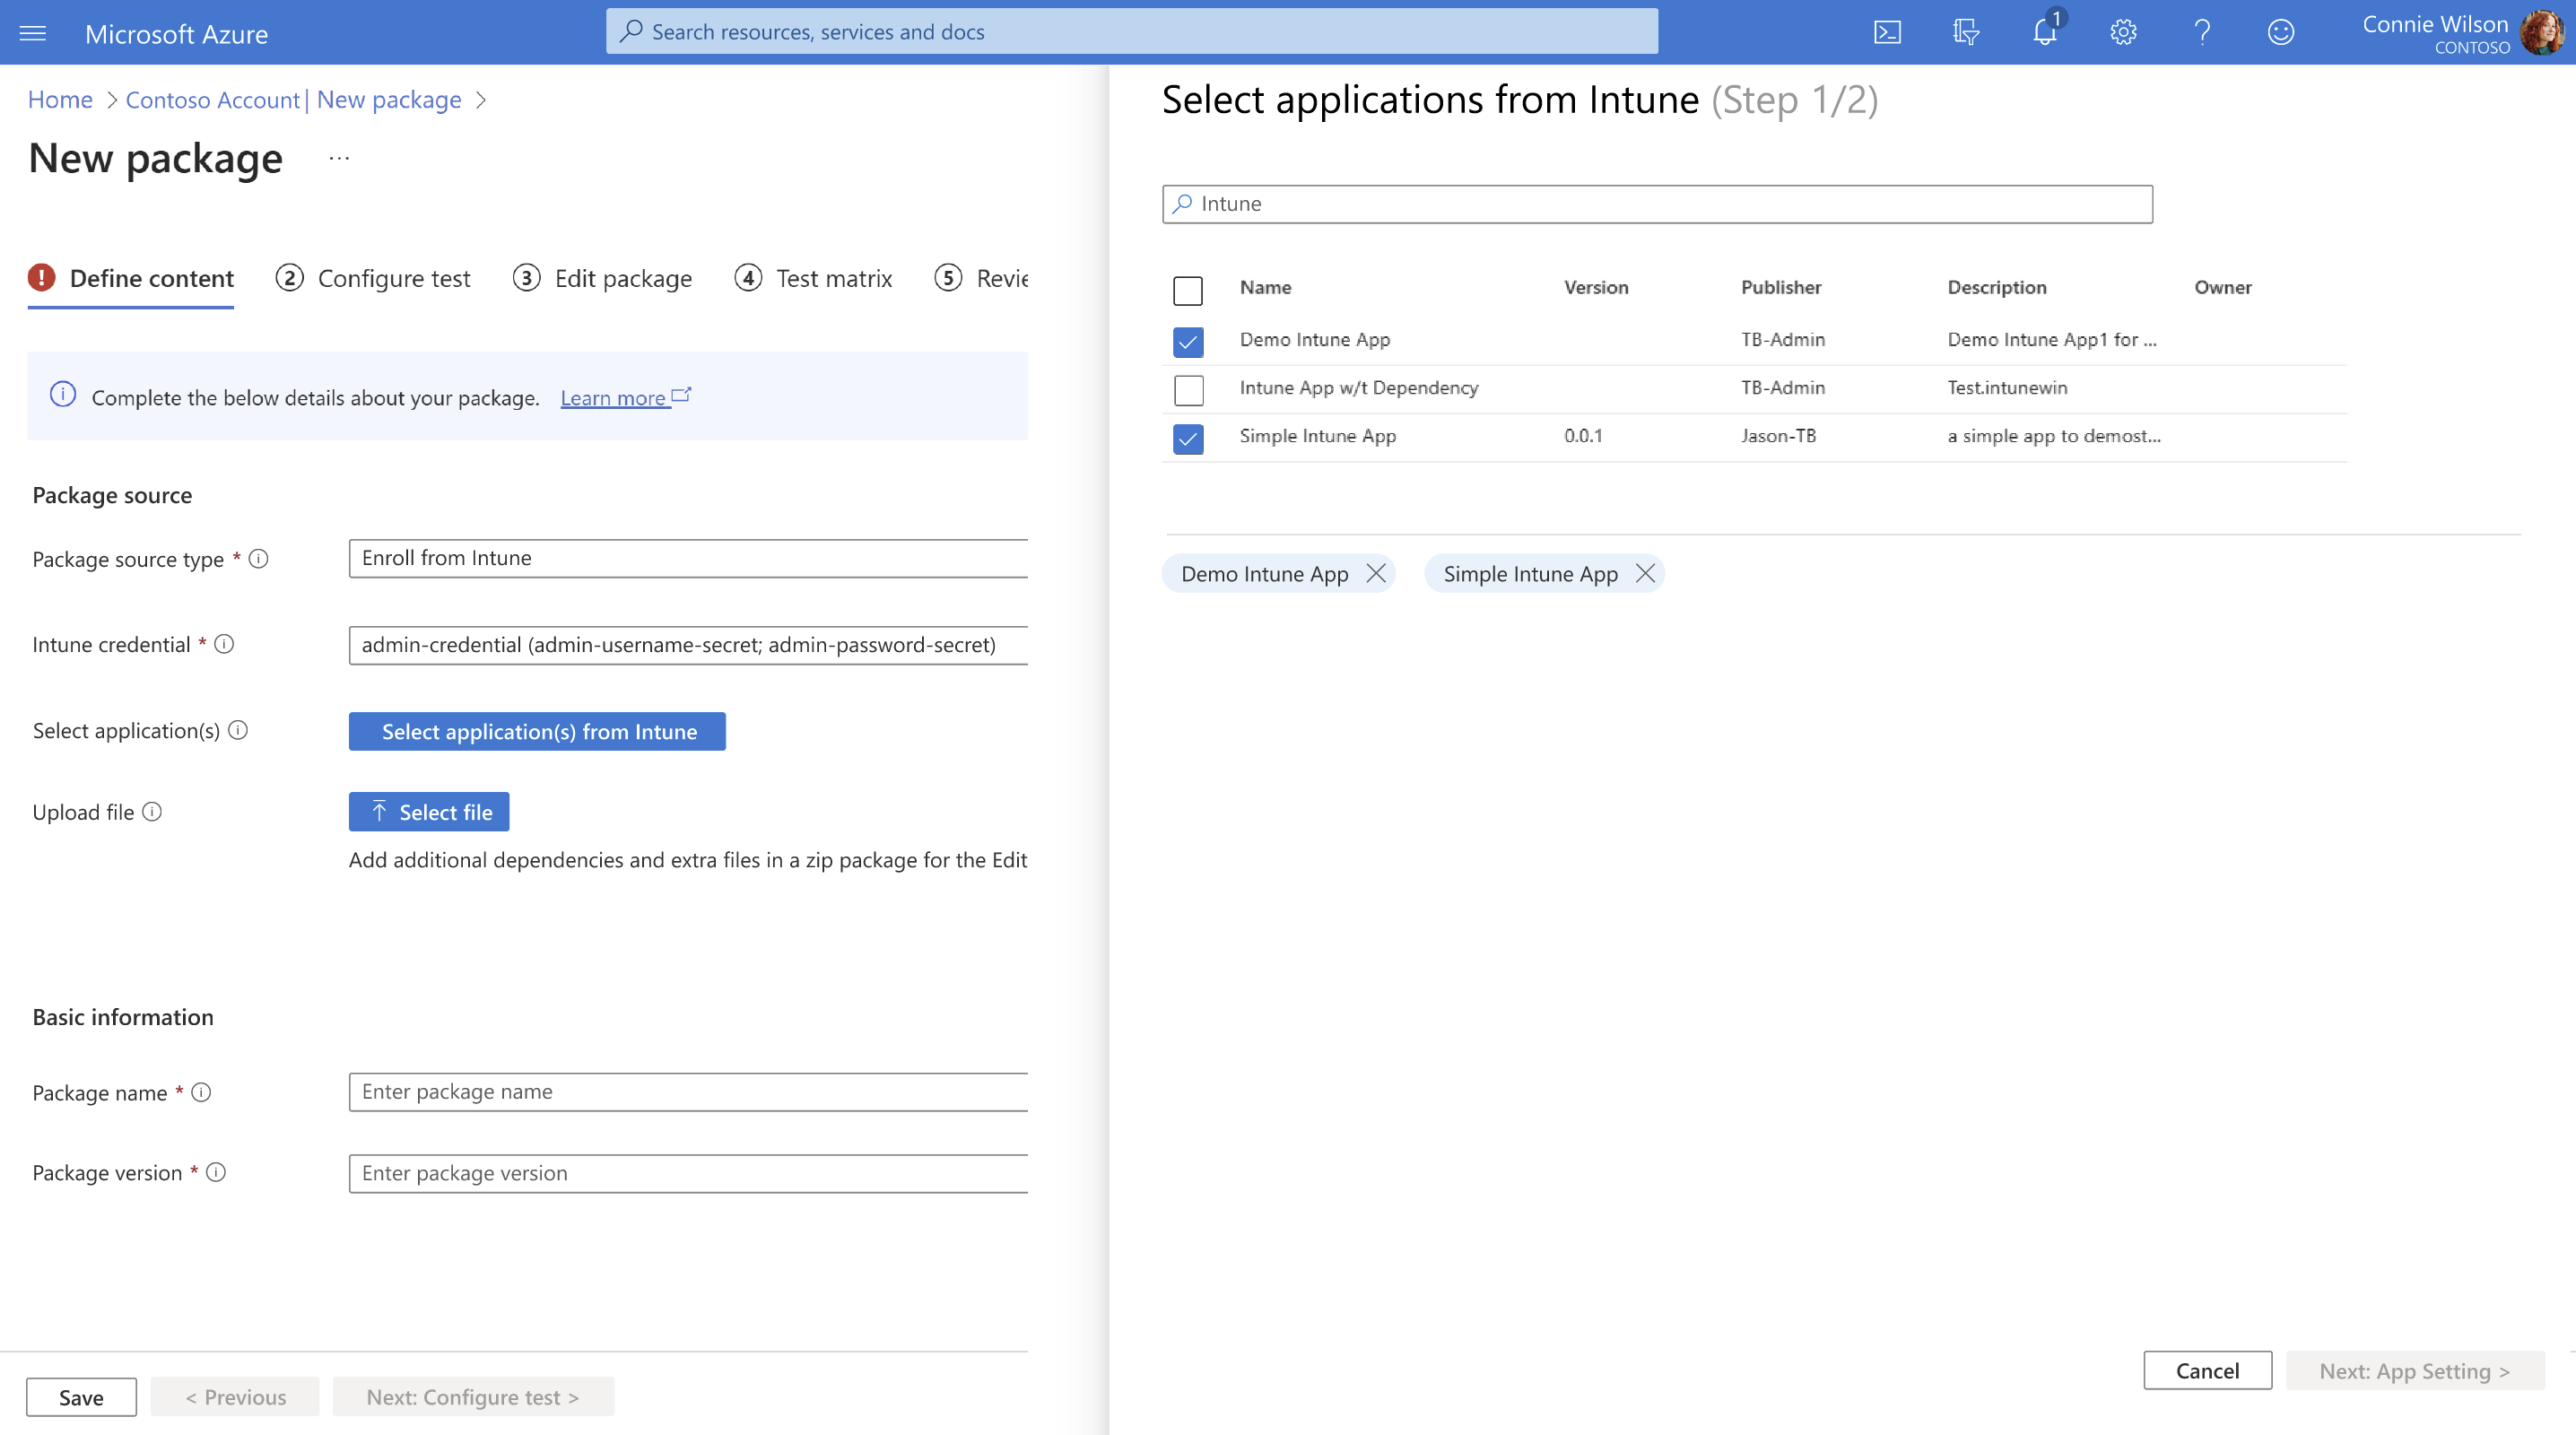 Microsoft Azure
Search resources, services and docs
1
Connie Wilson
CONTOSO
Home > Contoso Account | New package >
New package ...
! Define content
2 Configure test
3 Edit package
4 Test matrix
5 Revie
Complete the below details about your package. Learn more
Package source
Package source type *
Enroll from Intune
Intune credential *
admin-credential (admin-username-secret; admin-password-secret)
Select application(s)
Select application(s) from Intune
Upload file
Select file
Add additional dependencies and extra files in a zip package for the Edit
Basic information
Package name *
Enter package name
Package version *
Enter package version
Save
< Previous
Next: Configure test >
Select applications from Intune (Step 1/2)
Intune
Name Version Publisher Description Owner
Demo Intune App TB-Admin Demo Intune App1 for ...
Intune App w/t Dependency TB-Admin Test.intunewin
Simple Intune App 0.0.1 Jason-TB a simple app to demost...
Demo Intune App
Simple Intune App
Cancel
Next: App Setting >